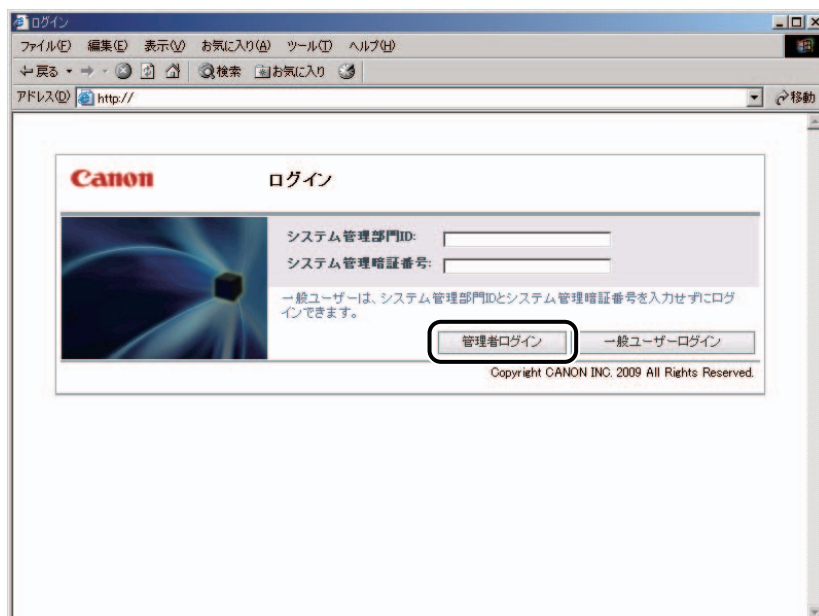 ログイン
ファイル(F) 編集(E) 表示(V) お気に入り(A) ツール(T) ヘルプ(H)
戻る 検索 お気に入り
アドレス(D) http:// 移動
Canon ログイン
システム管理部門ID:
システム管理暗証番号:
一般ユーザーは、システム管理部門IDとシステム管理暗証番号を入力せずにログ
インできます。
管理者ログイン 一般ユーザーログイン
Copyright CANON INC. 2009 All Rights Reserved.